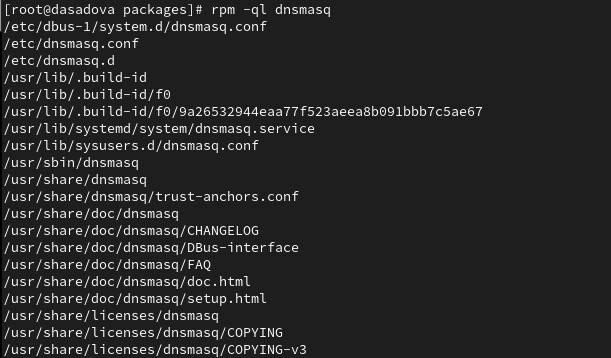 [root@dasadova packages]# rpm -ql dnsmasq
/etc/dbus-1/system.d/dnsmasq.conf
/etc/dnsmasq.conf
/etc/dnsmasq.d
/usr/lib/.build-id
/usr/lib/.build-id/f0
/usr/lib/.build-id/f0/9a26532944eaa77f523aeea8b091bbb7c5ae67
/usr/lib/systemd/system/dnsmasq.service
/usr/lib/sysusers.d/dnsmasq.conf
/usr/sbin/dnsmasq
/usr/share/dnsmasq
/usr/share/dnsmasq/trust-anchors.conf
/usr/share/doc/dnsmasq
/usr/share/doc/dnsmasq/CHANGELOG
/usr/share/doc/dnsmasq/DBus-interface
/usr/share/doc/dnsmasq/FAQ
/usr/share/doc/dnsmasq/doc.html
/usr/share/doc/dnsmasq/setup.html
/usr/share/licenses/dnsmasq
/usr/share/licenses/dnsmasq/COPYING
/usr/share/licenses/dnsmasq/COPYING-v3